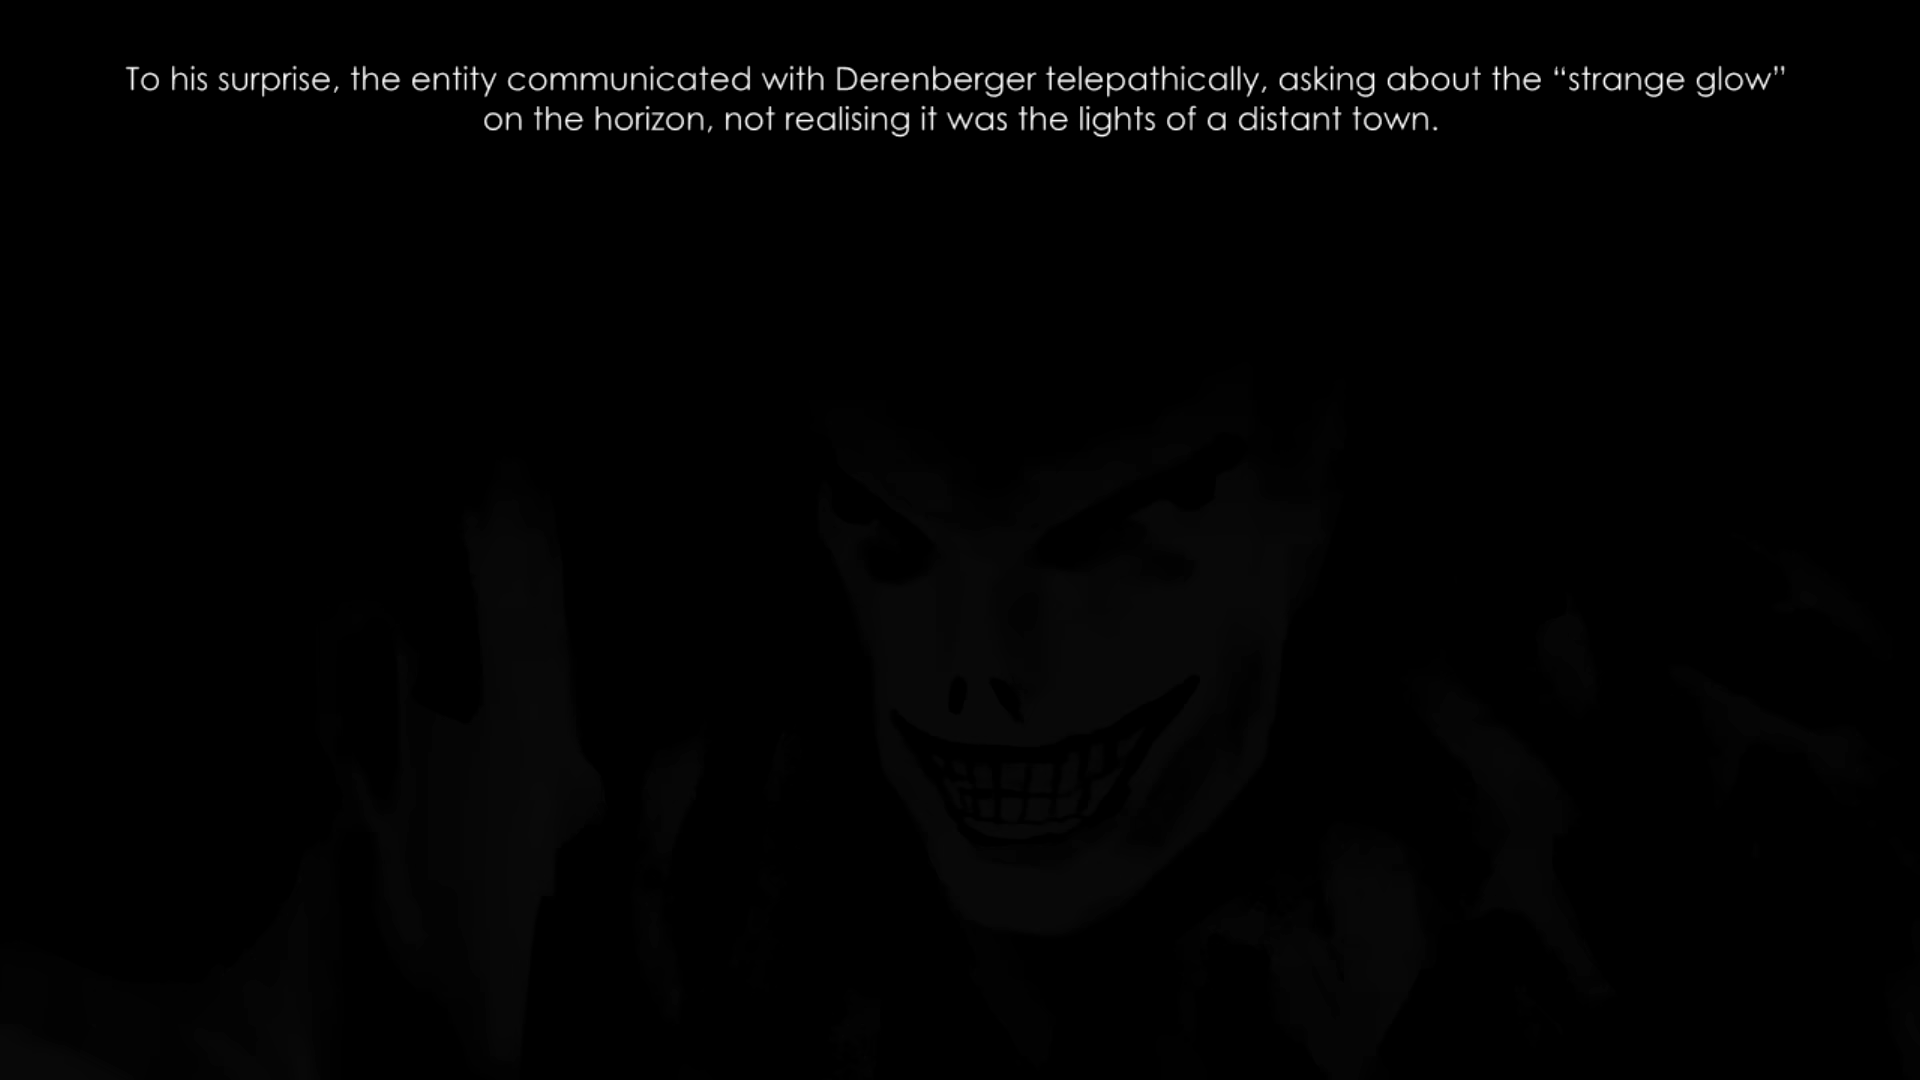 To his surprise, the entity communicated with Derenberger telepathically, asking about the “strange glow”
on the horizon, not realising it was the lights of a distant town.